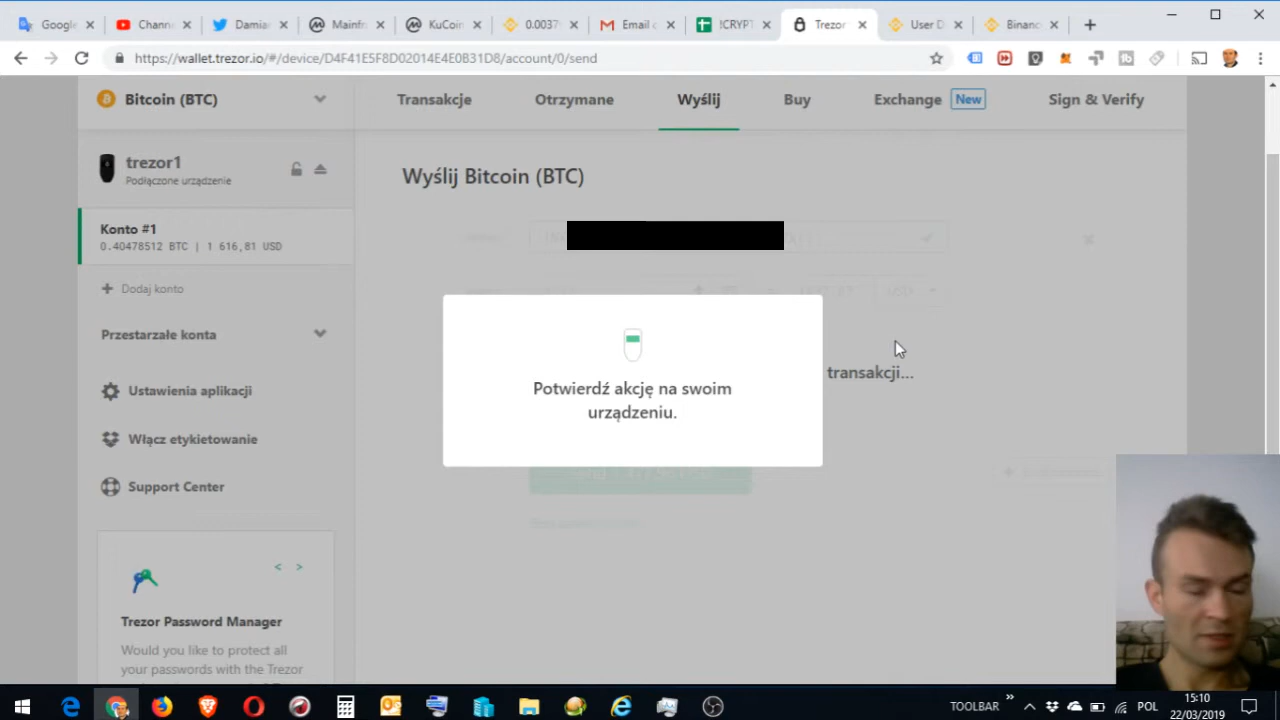 Google
Chann
Damia
Mainfr
KuCoin
0.0037
Email
!CRYPT
Trezor
User D
Binanc
https://wallet.trezor.io/#/device/D4F41E5F8D02014E4E0B31D8/account/0/send
Bitcoin (BTC)
Transakcje
Otrzymane
Wyślij
Buy
Exchange New
Sign & Verify
trezor1
Podłączone urządzenie
Wyślij Bitcoin (BTC)
Konto #1
0.40478512 BTC | 1 616,81 USD
Dodaj konto
Przestarzałe konta
Potwierdź akcję na swoim
urządzeniu.
transakcji...
Ustawienia aplikacji
Włącz etykietowanie
Support Center
Trezor Password Manager
Would you like to protect all
your passwords with the Trezor
TOOLBAR
POL
15:10
22/03/2019